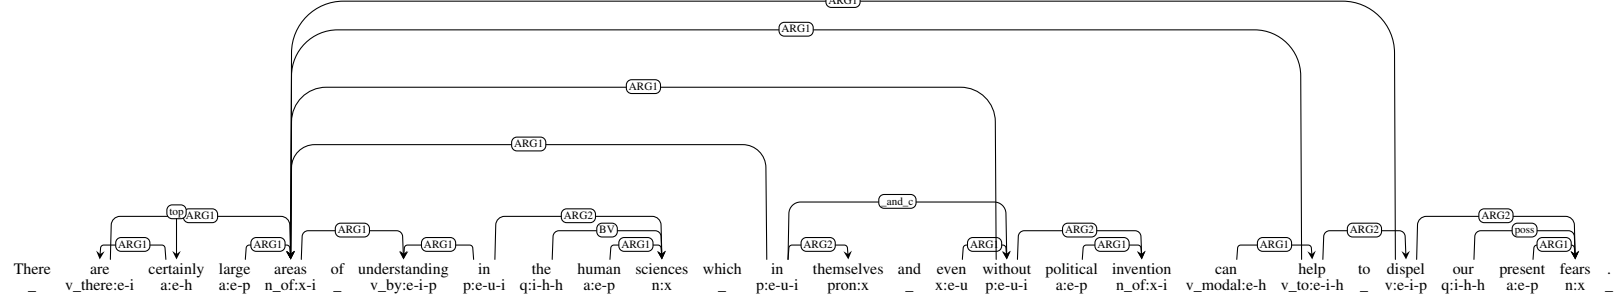 ARG1
ARG1
ARG1
ARG1
_and_c
top ARG1 ARG1 ARG2 BV ARG2 ARG2 poss
ARG1 ARG1 ARG1 ARG1 ARG2 ARG1 ARG1 ARG1 ARG2 ARG1
There are certainly large areas of understanding in the human sciences which in themselves and even without political invention can help to dispel our present fears .
_ v_there:e-i a:e-h a:e-p n_of:x-i _ v_by:e-i-p p:e-u-i q:i-h-h a:e-p n:x _ p:e-u-i pron:x _ x:e-u p:e-u-i a:e-p n_of:x-i v_modal:e-h v_to:e-i-h _ v:e-i-p q:i-h-h a:e-p n:x _